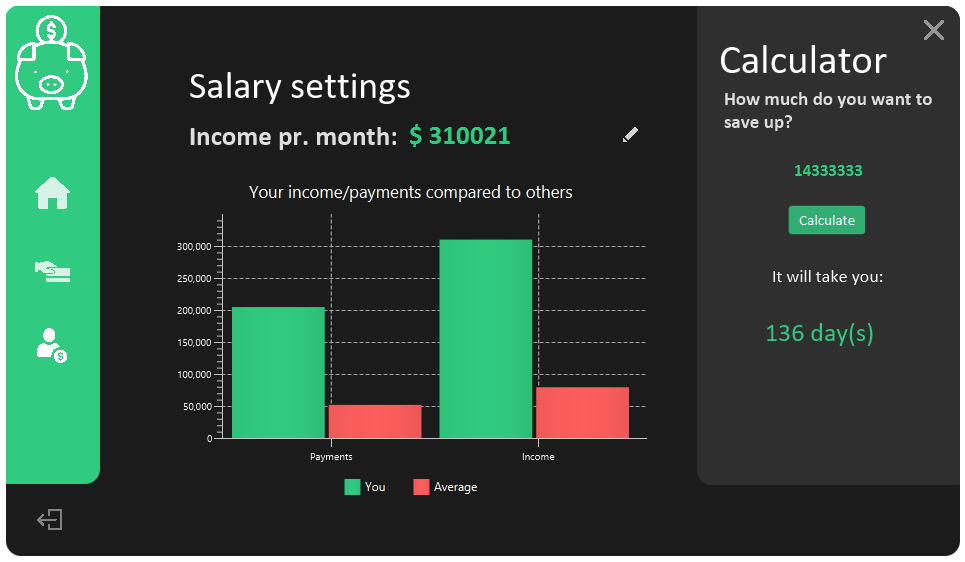 $
Salary settings
Income pr. month: $ 310021
Your income/payments compared to others
300,000
250,000
200,000
150,000
100,000
50,000
0
Payments Income
You Average
$
Calculator
How much do you want to
save up?
14333333
Calculate
It will take you:
136 day(s)